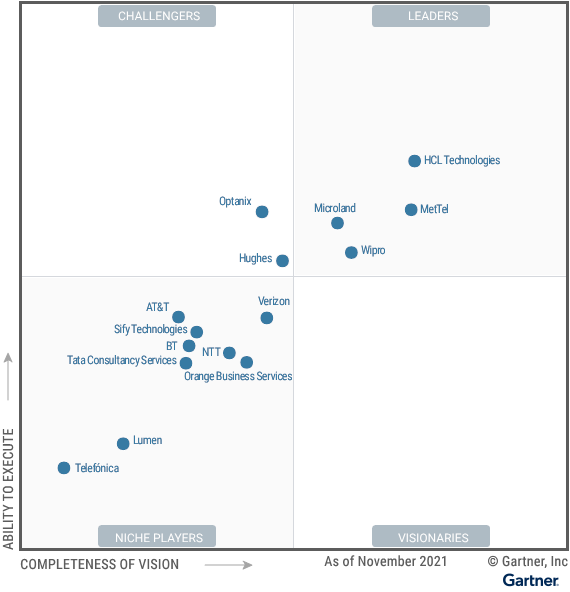 CHALLENGERS
LEADERS
HCL Technologies
Optanix
Microland
MetTel
Wipro
Hughes
AT&T
Verizon
Sify Technologies
BT
NTT
Tata Consultancy Services
Orange Business Services
Lumen
Telefónica
ABILITY TO EXECUTE
NICHE PLAYERS
VISIONARIES
COMPLETENESS OF VISION
As of November 2021
© Gartner, Inc
Gartner